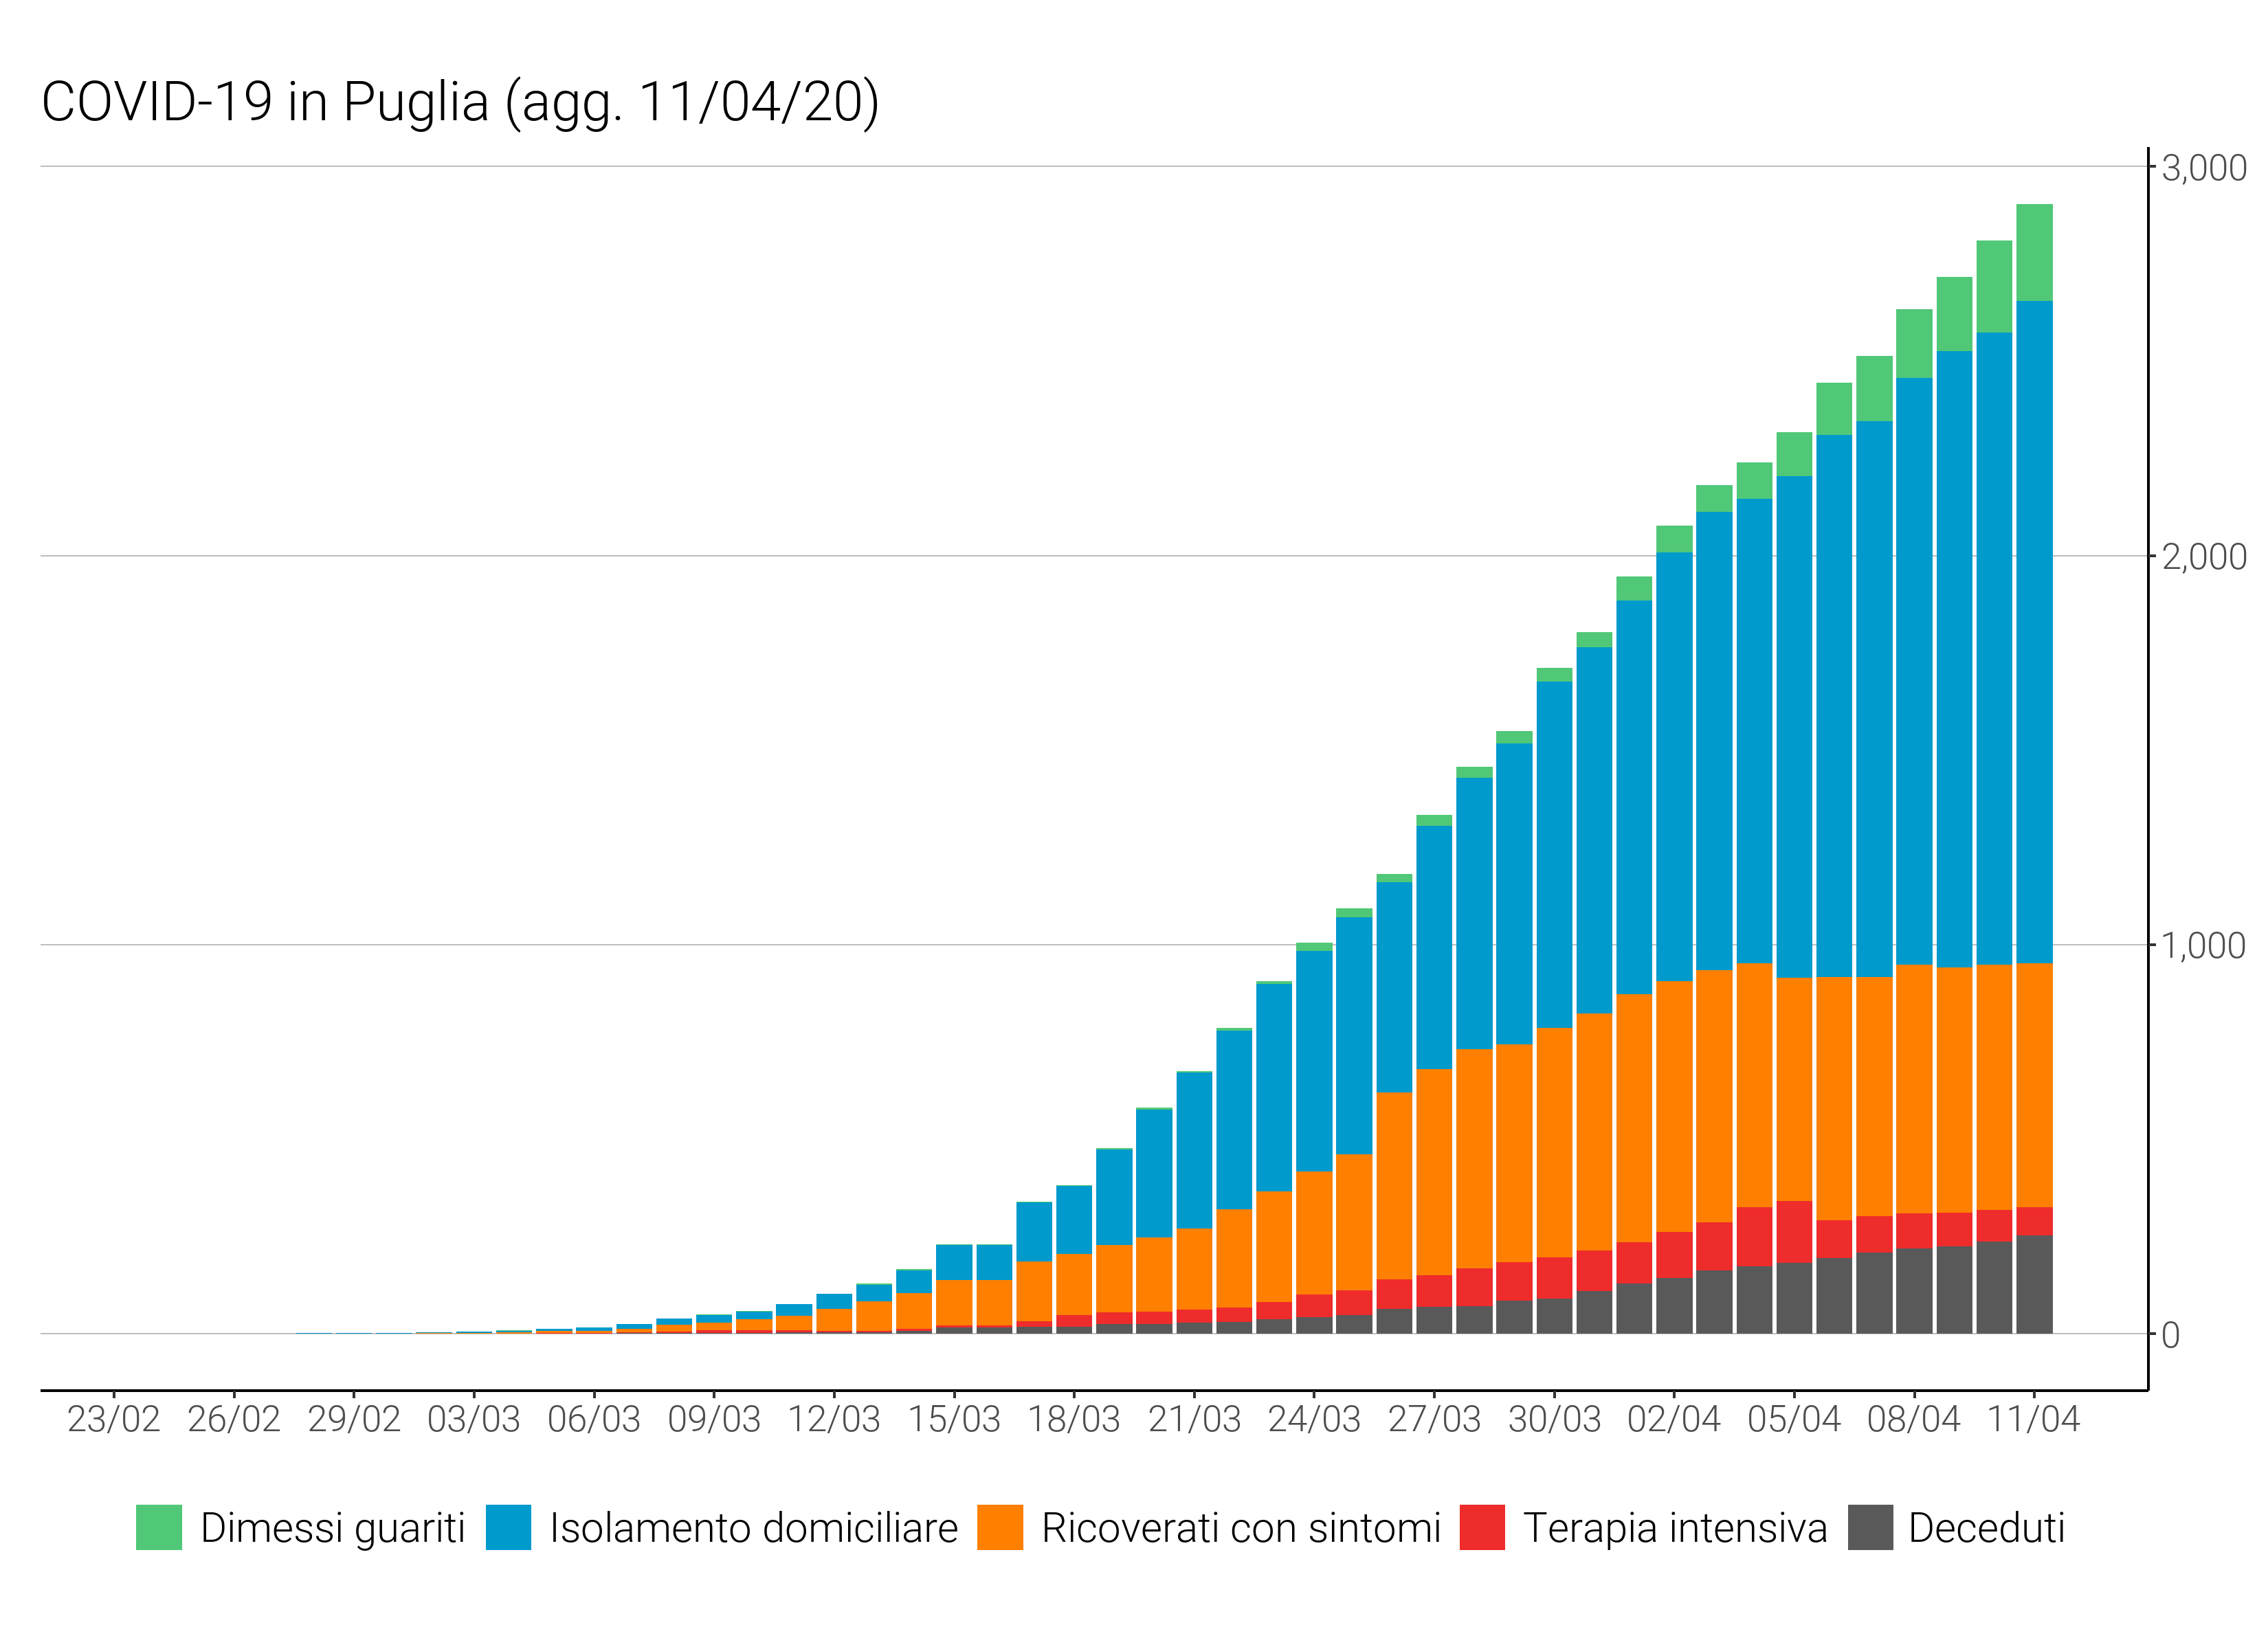 COVID-19 in Puglia (agg. 11/04/20)
3,000
2,000
1,000
0
23/02 26/02 29/02 03/03 06/03 09/03 12/03 15/03 18/03 21/03 24/03 27/03 30/03 02/04 05/04 08/04 11/04
Dimessi guariti Isolamento domiciliare Ricoverati con sintomi Terapia intensiva Deceduti